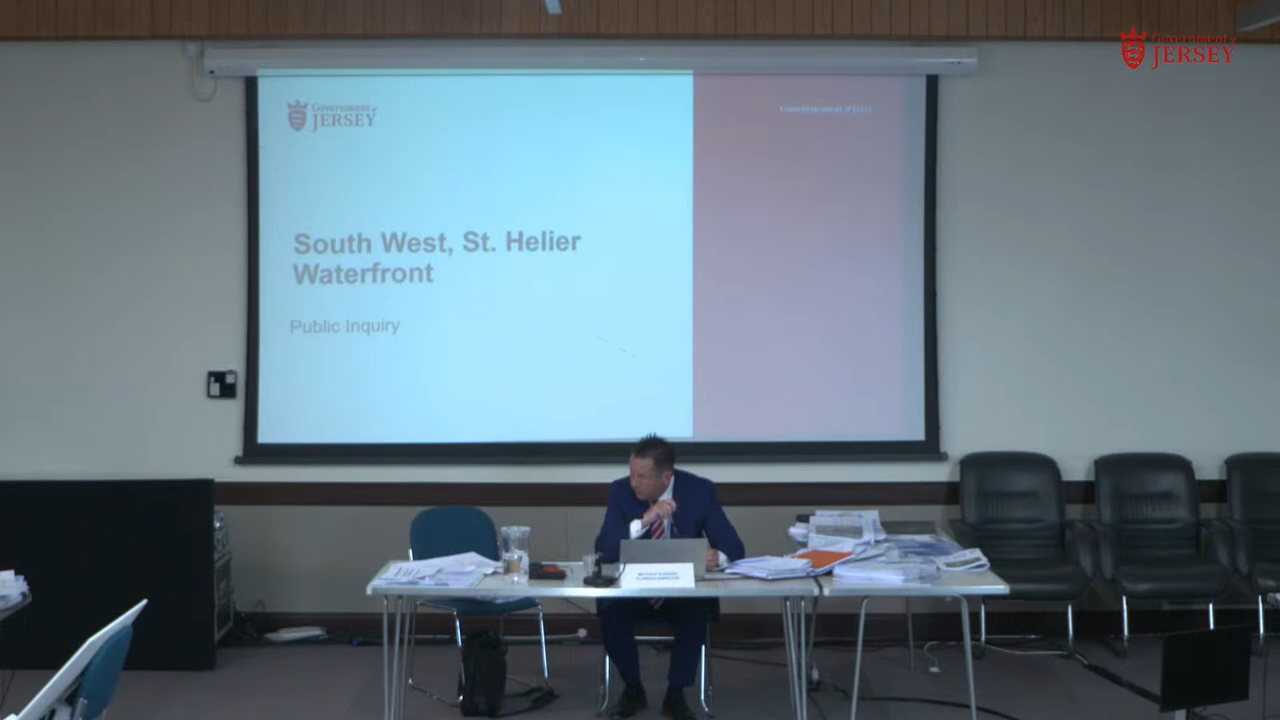 Government of
JERSEY
Government of
JERSEY
South West, St. Helier
Waterfront
Public Inquiry